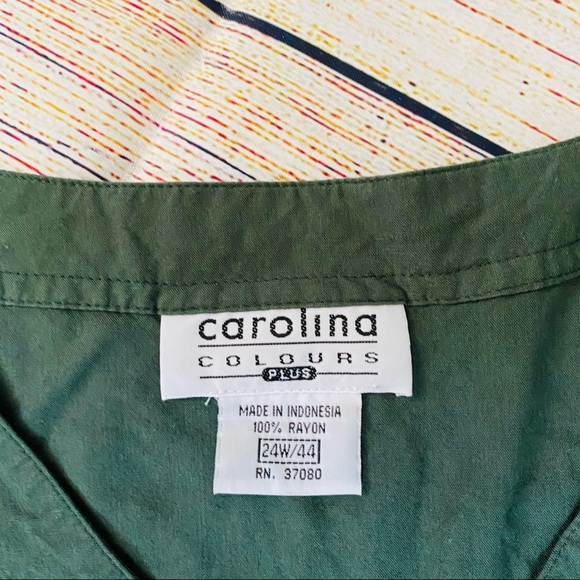 carolina
COLOURS
PLUS
MADE IN INDONESIA
100% RAYON
24W/44
RN. 37080